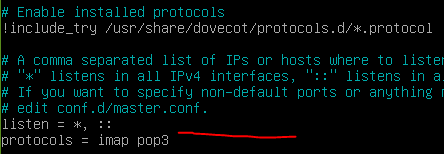 # Enable installed protocols
!include_try /usr/share/dovecot/protocols.d/*.protocol
# A comma separated list of IPs or hosts where to liste
# "*" listens in all IPv4 interfaces, "::" listens in a
# If you want to specify non-default ports or anything m
# edit conf.d/master.conf.
listen = *, ::
protocols = imap pop3